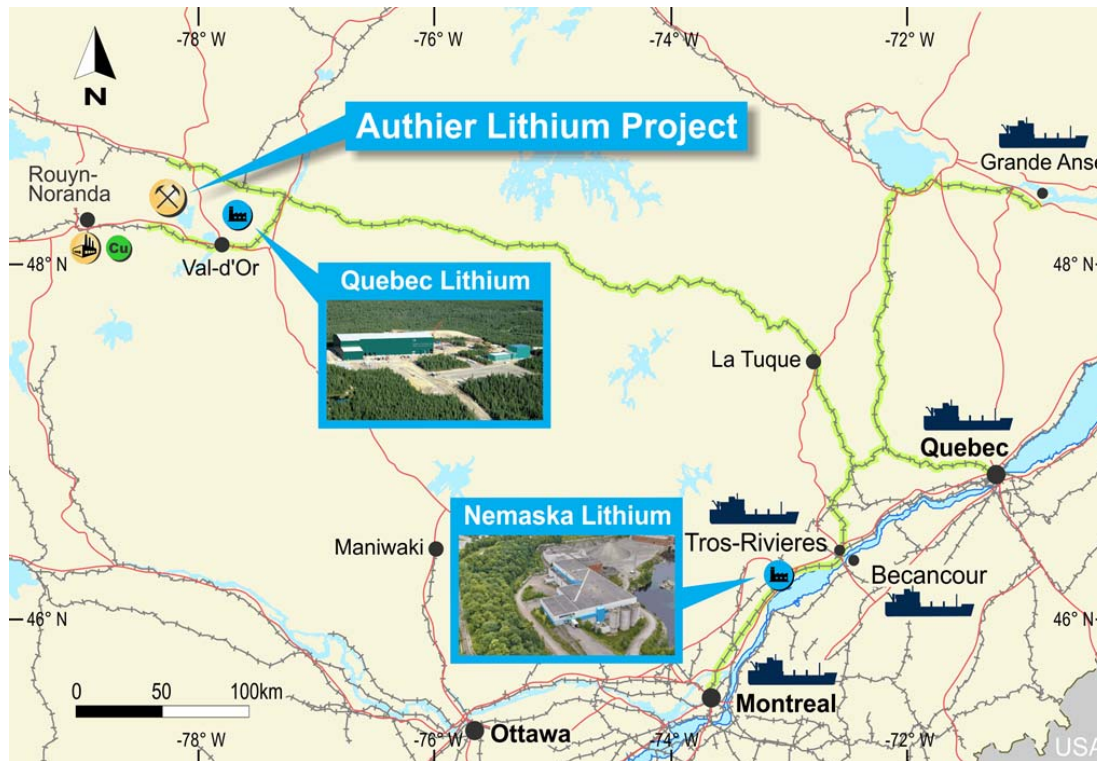 -78° W
-76° W
-74° W
-72° W
N
Authier Lithium Project
Grande Anse
Rouyn-
Noranda
Cu
Val-d'Or
48° N
48° N
Quebec Lithium
La Tuque
Quebec
Nemaska Lithium
Tros-Rivieres
Maniwaki
Becancour
46° N
46° N
0 50 100km
Montreal
Ottawa
-78° W
-76° W
-74° W
-72° W
USA